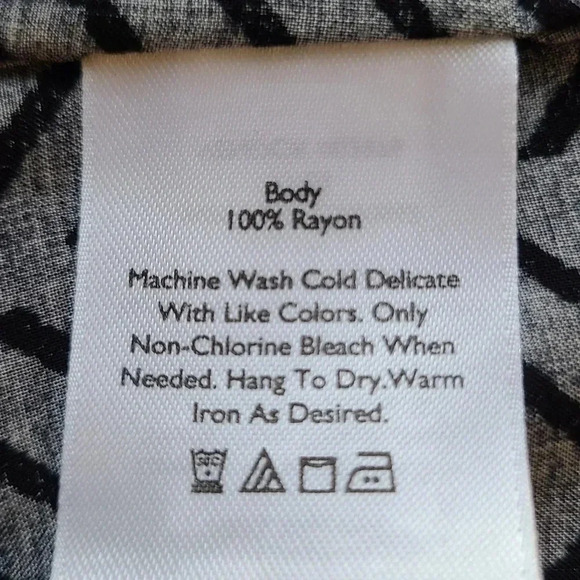 Body
100% Rayon
Machine Wash Cold Delicate
With Like Colors. Only
Non-Chlorine Bleach When
Needed. Hang To Dry.Warm
Iron As Desired.